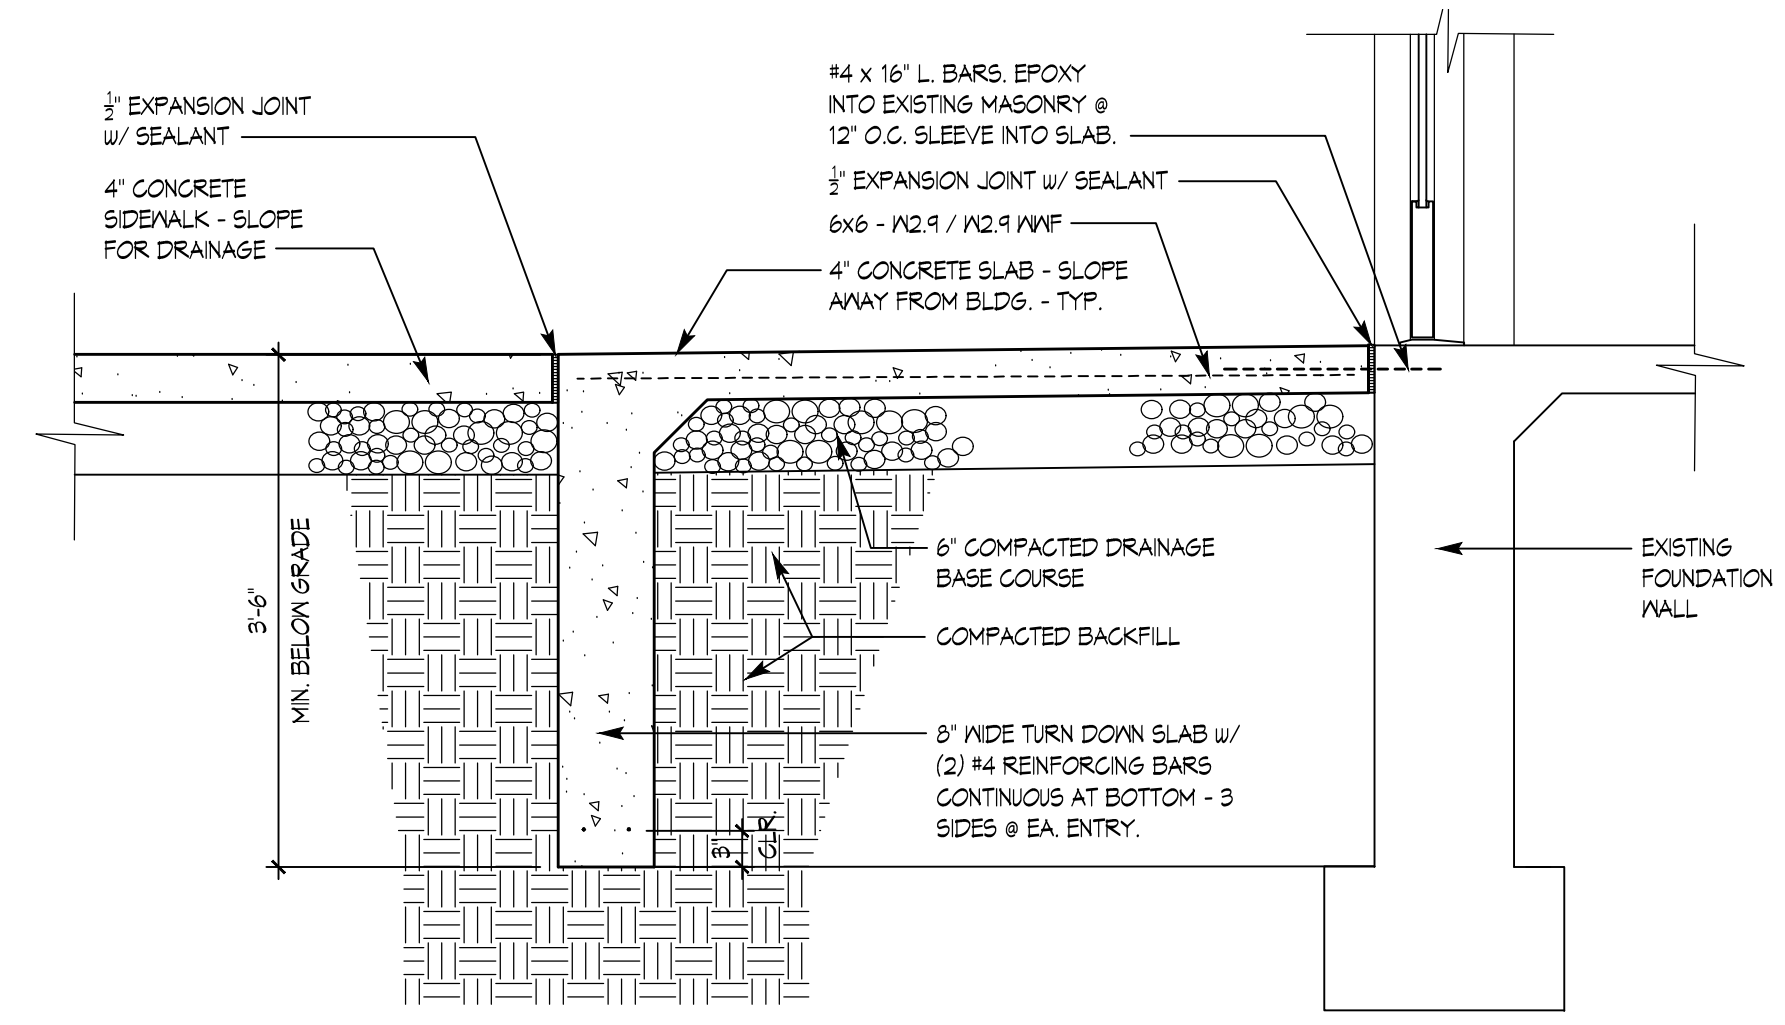 ½" EXPANSION JOINT
w/ SEALANT
4" CONCRETE
SIDEWALK - SLOPE
FOR DRAINAGE
#4 x 16" L. BARS. EPOXY
INTO EXISTING MASONRY @
12" O.C. SLEEVE INTO SLAB.
½" EXPANSION JOINT w/ SEALANT
6x6 - W2.9 / W2.9 WWF
4" CONCRETE SLAB - SLOPE
AWAY FROM BLDG. - TYP.
3'-6"
MIN. BELOW GRADE
6" COMPACTED DRAINAGE
BASE COURSE
COMPACTED BACKFILL
8" WIDE TURN DOWN SLAB w/
(2) #4 REINFORCING BARS
CONTINUOUS AT BOTTOM - 3
SIDES @ EA. ENTRY.
3"
CLR.
EXISTING
FOUNDATION
WALL